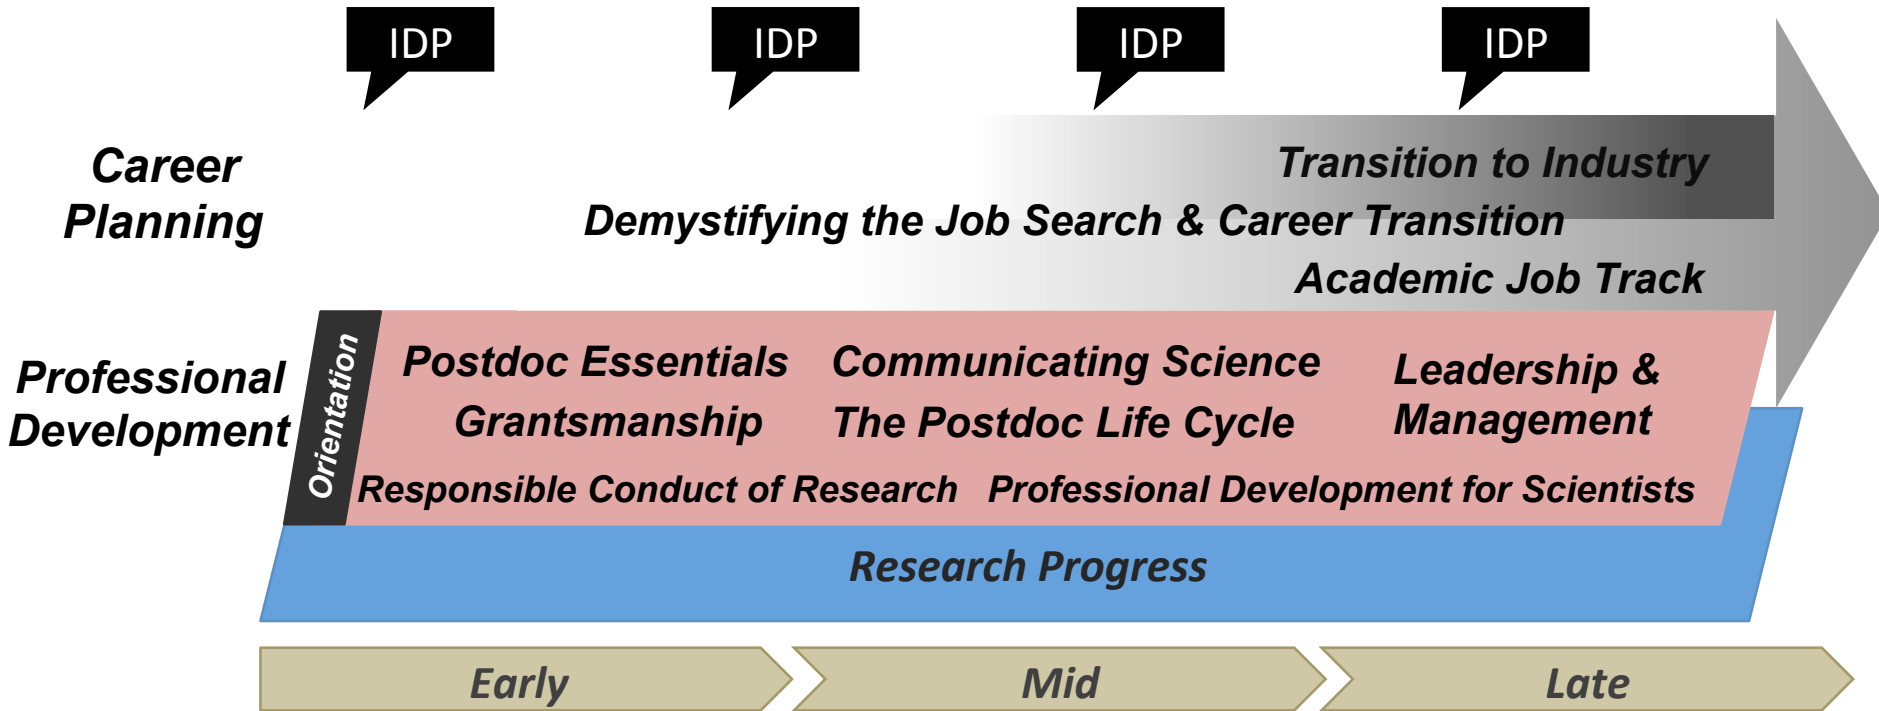 IDP
IDP
IDP
IDP
Career
Planning
Transition to Industry
Demystifying the Job Search & Career Transition
Academic Job Track
Professional
Development
Orientation
Postdoc Essentials
Grantsmanship
Communicating Science
The Postdoc Life Cycle
Leadership &
Management
Responsible Conduct of Research
Professional Development for Scientists
Research Progress
Early
Mid
Late